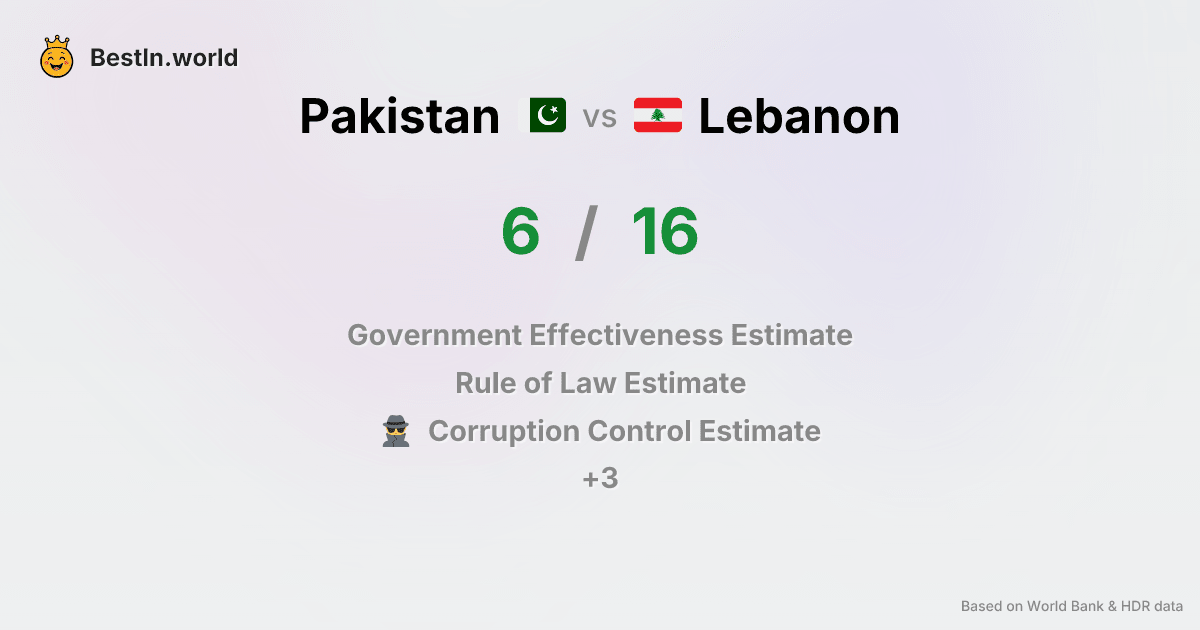 BestIn.world
Pakistan vs Lebanon
6 / 16
Government Effectiveness Estimate
Rule of Law Estimate
Corruption Control Estimate
+3
Based on World Bank & HDR data